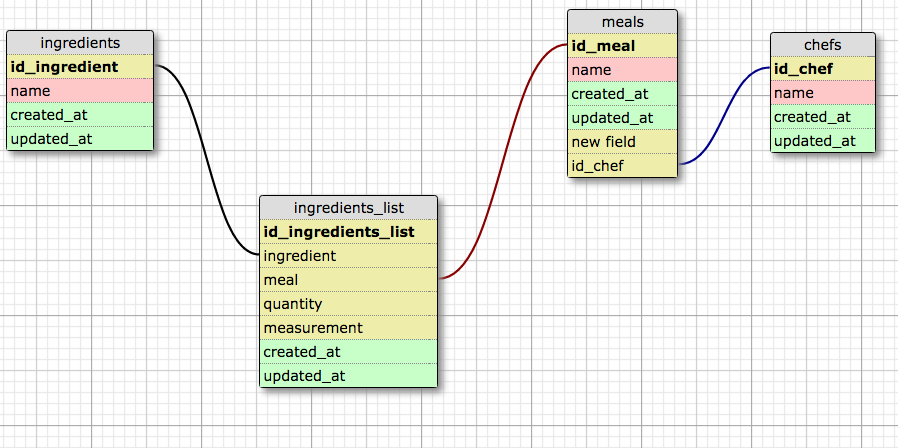 ingredients
id_ingredient
name
created_at
updated_at
ingredients_list
id_ingredients_list
ingredient
meal
quantity
measurement
created_at
updated_at
meals
id_meal
name
created_at
updated_at
new field
id_chef
chefs
id_chef
name
created_at
updated_at